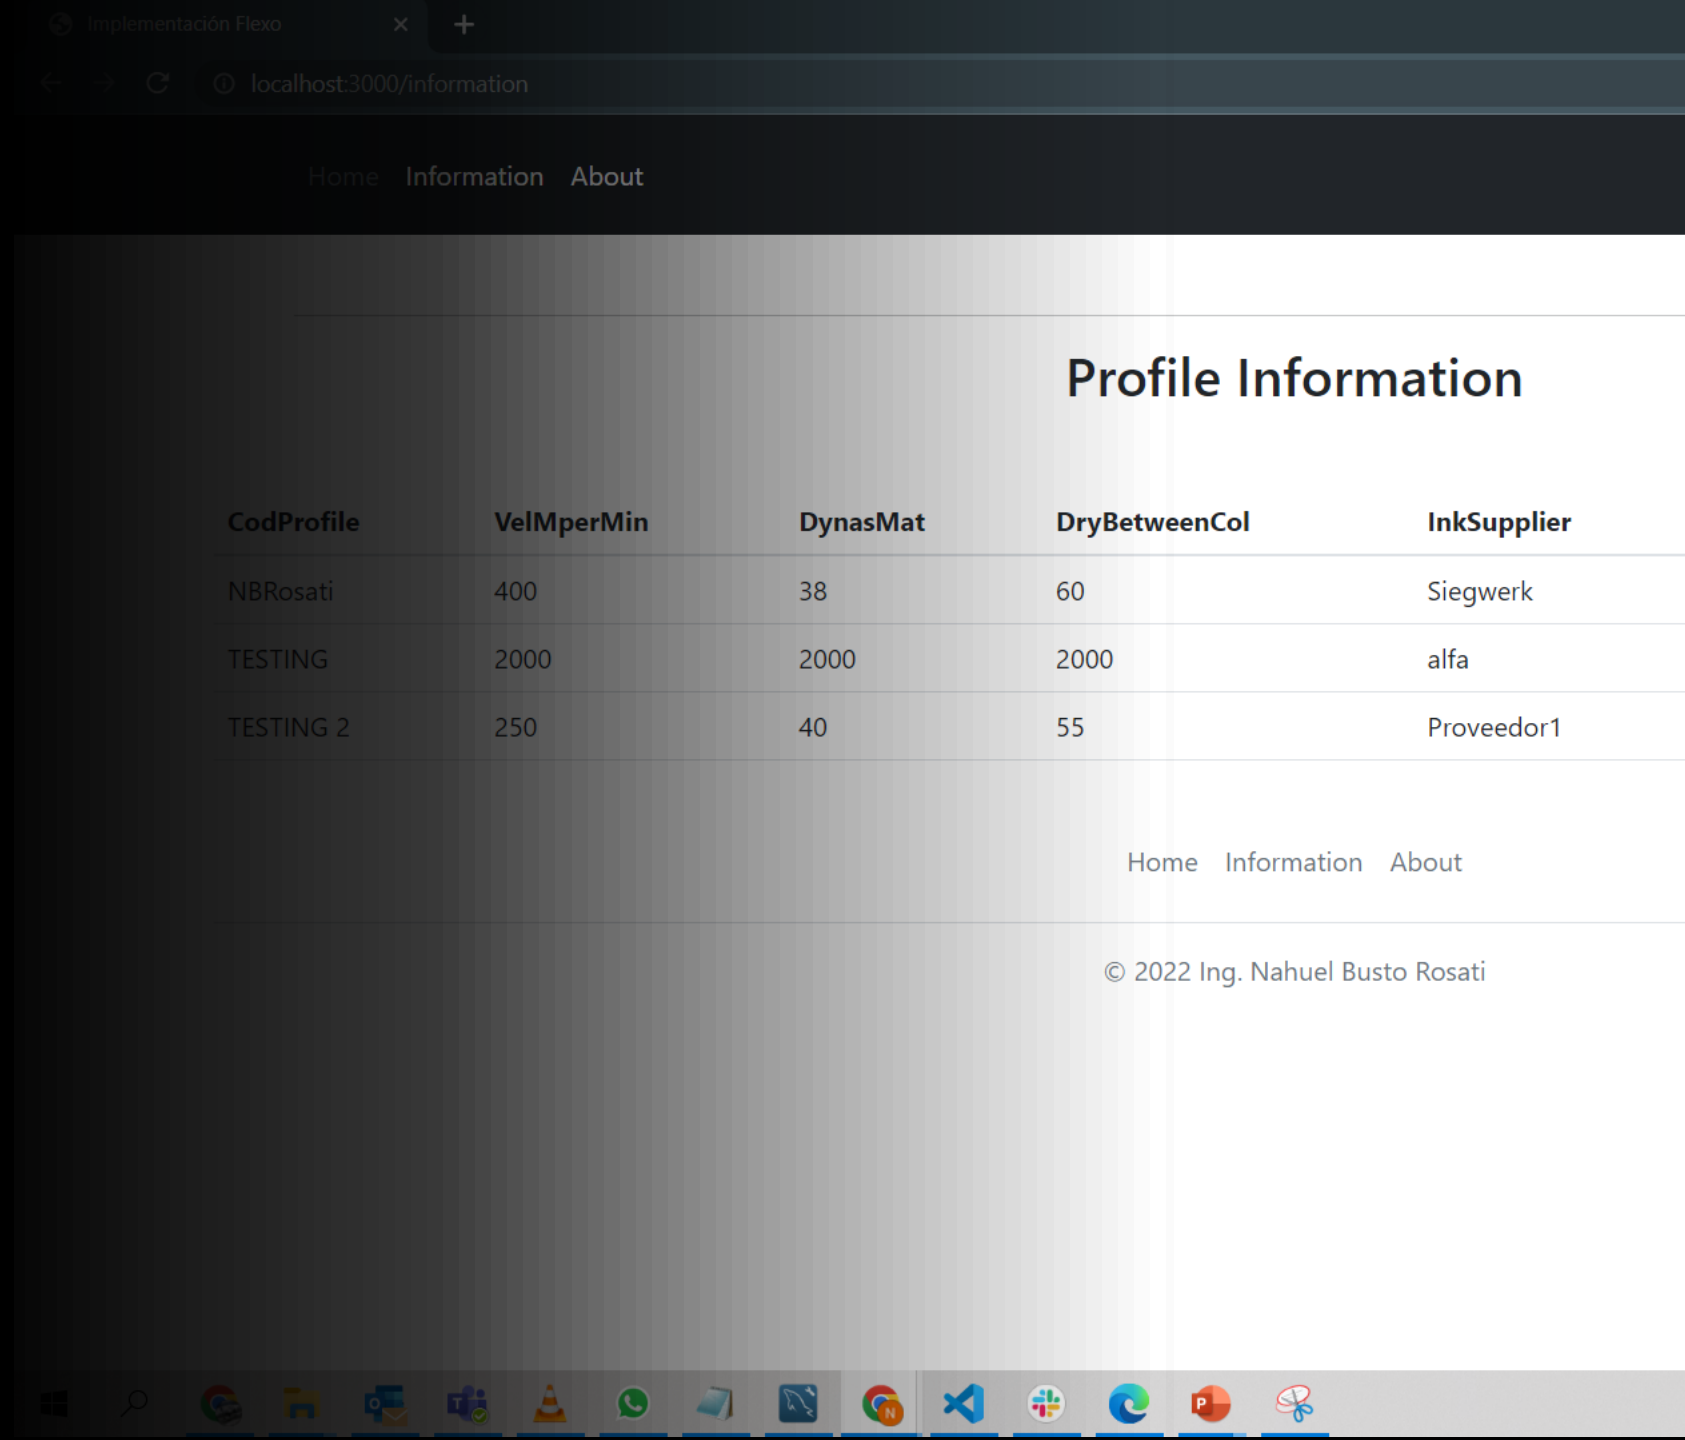 Implementación Flexo
localhost:3000/information
Home Information About
Profile Information
CodProfile VelMperMin DynasMat DryBetweenCol InkSupplier
NBRosati 400 38 60 Siegwerk
TESTING 2000 2000 2000 alfa
TESTING 2 250 40 55 Proveedor1
Home Information About
© 2022 Ing. Nahuel Busto Rosati